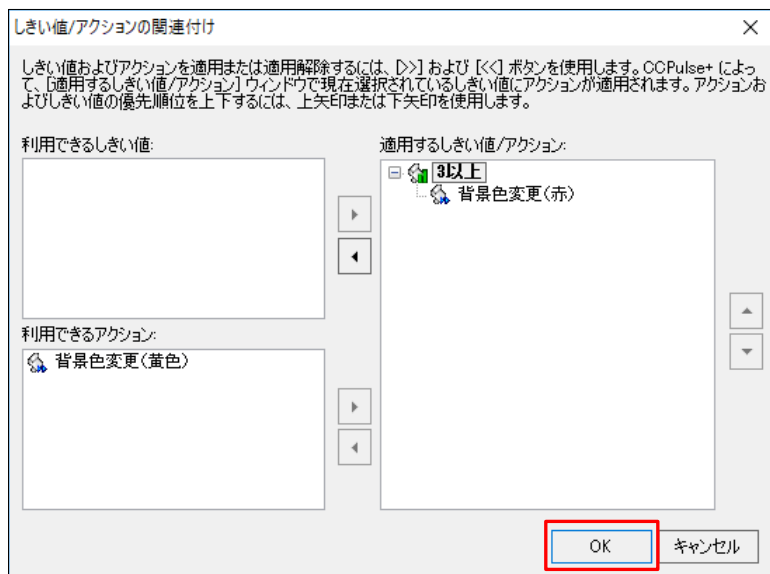 しきい値/アクションの関連付け
しきい値およびアクションを適用または適用解除するには、[>>] および [<<] ボタンを使用します。CCPulse+ によっ
て、[適用するしきい値/アクション] ウィンドウで現在選択されているしきい値にアクションが適用されます。アクションお
よびしきい値の優先順位を上下するには、上矢印または下矢印を使用します。
利用できるしきい値:
適用するしきい値/アクション:
3以上
背景色変更(赤)
利用できるアクション:
背景色変更(黄色)
OK
キャンセル